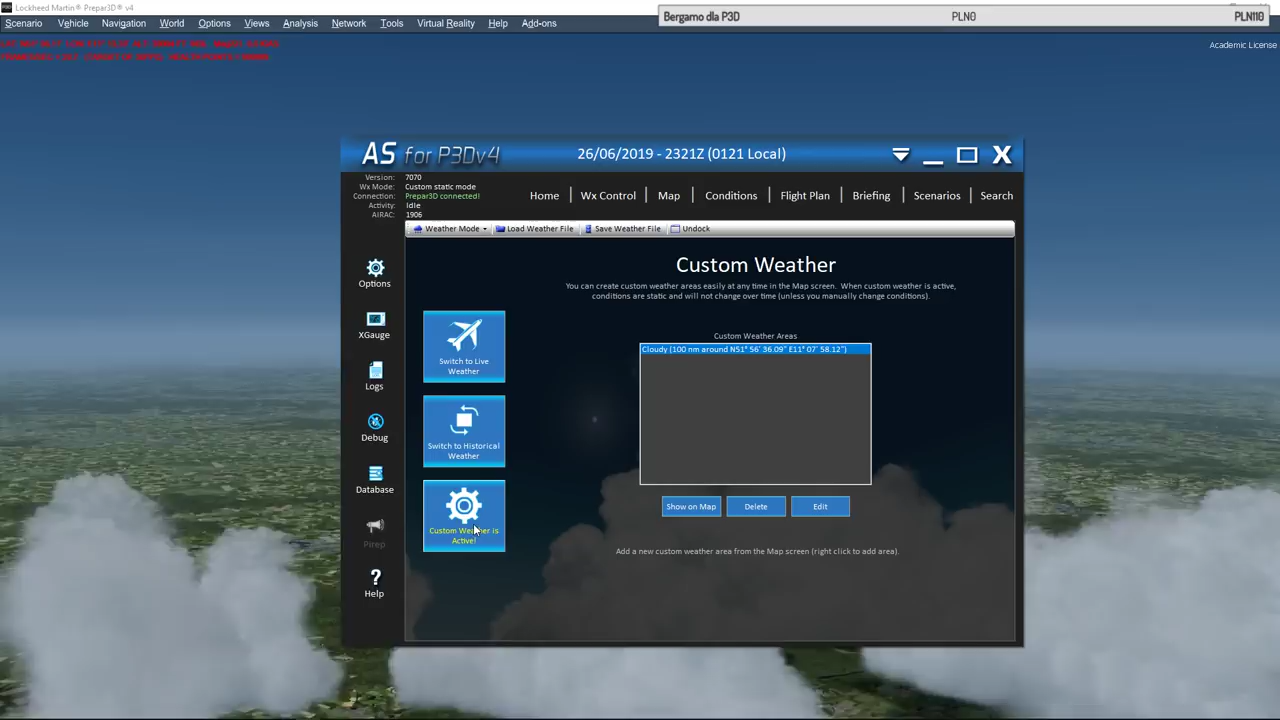 Lockheed Martin® Prepar3D® v4
Scenario Vehicle Navigation World Options Views Analysis Network Tools Virtual Reality Help Add-ons
Bergamo dla P3D PLN0 PLN110
Academic License
AS for P3Dv4 26/06/2019 - 2321Z (0121 Local) X
Version: 7070
Wx Mode: Custom static mode
Connection: Prepar3D connected!
Activity: Idle
AIRAC: 1906
Home Wx Control Map Conditions Flight Plan Briefing Scenarios Search
Weather Mode Load Weather File Save Weather File Undock
Options
XGauge
Logs
Debug
Database
Pirep
?
Help
Custom Weather
You can create custom weather areas easily at any time in the Map screen. When custom weather is active,
conditions are static and will not change over time (unless you manually change conditions).
Switch to Live
Weather
Switch to Historical
Weather
Custom Weather is
Active!
Custom Weather Areas
Cloudy (100 nm around N51° 56' 36.09" E11° 07' 58.12")
Show on Map Delete Edit
Add a new custom weather area from the Map screen (right click to add area).